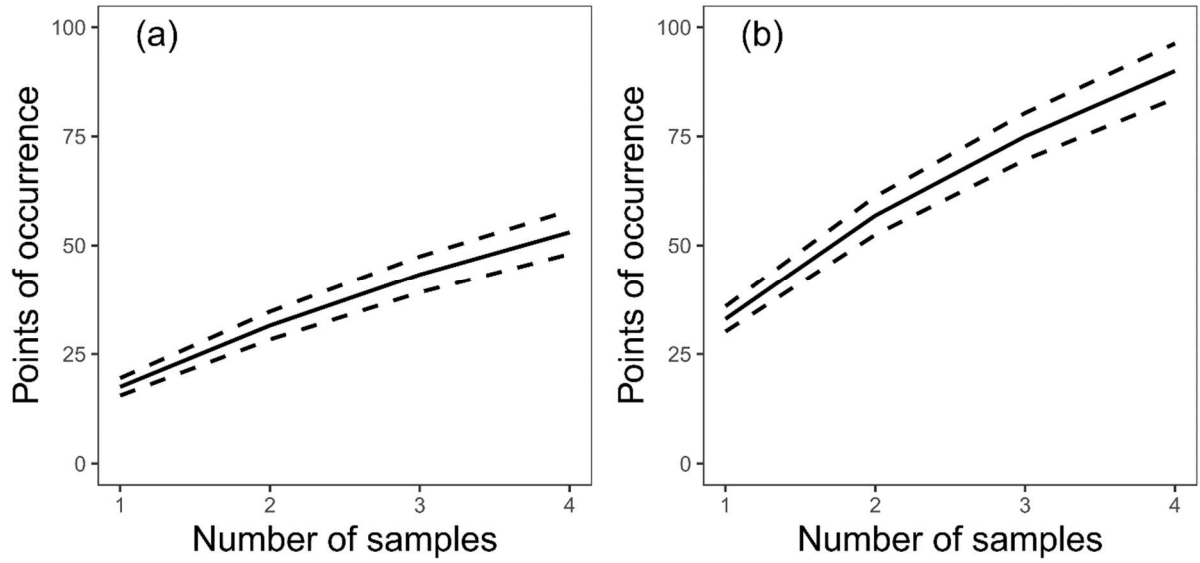 (a)
Points of occurrence
100
75
50
25
0
1 2 3 4
Number of samples
(b)
Points of occurrence
100
75
50
25
0
1 2 3 4
Number of samples